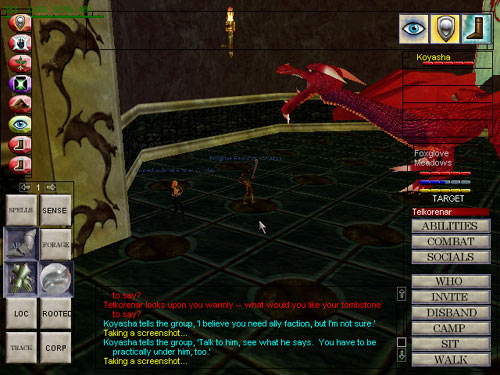 Koyasha
Foxglove
Meadows
TARGET
Telkorenar
ABILITIES
COMBAT
SOCIALS
WHO
INVITE
DISBAND
CAMP
SIT
WALK
1
SPELLS SENSE
FORAGE
LOC ROOTED
TRACK CORP
to say?
Telkorenar looks upon you warmly -- what would you like your tombstone
to say?
Koyasha tells the group, 'I believe you need ally faction, but I'm not sure.'
Taking a screenshot...
Koyasha tells the group, 'Talk to him, see what he says. You have to be
practically under him, too.'
Taking a screenshot...